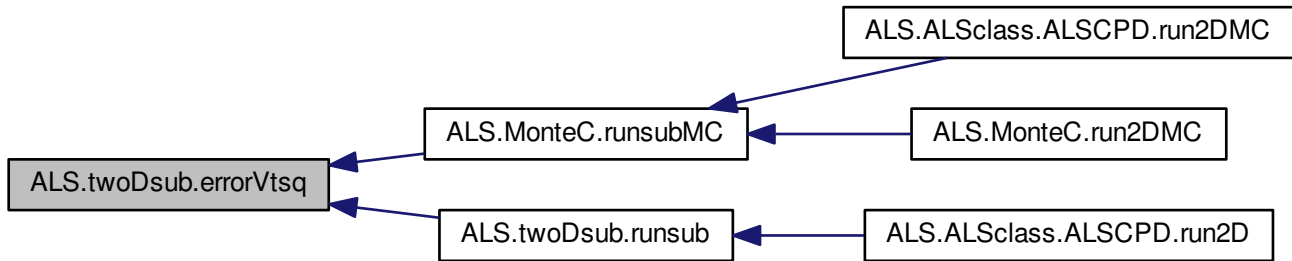 ALS.ALSclass.ALSCPD.run2DMC
ALS.MonteC.runsubMC
ALS.MonteC.run2DMC
ALS.twoDsub.errorVtsq
ALS.twoDsub.runsub
ALS.ALSclass.ALSCPD.run2D